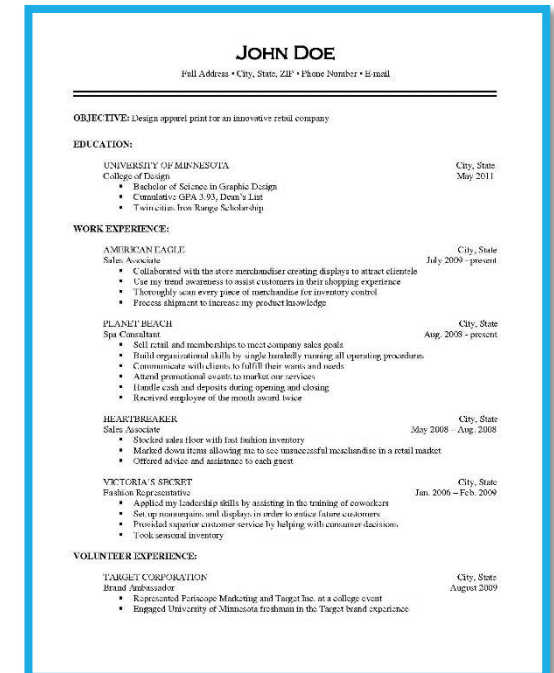 JOHN DOE
Full Address • City, State, ZIP • Phone Number • E-mail
OBJECTIVE: Design apparel print for an innovative retail company
EDUCATION:
UNIVERSITY OF MINNESOTA City, State
College of Design May 2011
▪ Bachelor of Science in Graphic Design
▪ Cumulative GPA 3.93, Dean's List
▪ Twin cities Iron Range Scholarship
WORK EXPERIENCE:
AMERICAN EAGLE City, State
Sales Associate July 2009 - present
▪ Collaborated with the store merchandiser creating displays to attract clientele
▪ Use my trend awareness to assist customers in their shopping experience
▪ Thoroughly scan every piece of merchandise for inventory control
▪ Process shipment to increase my product knowledge
PLANET BEACH City, State
Spa Consultant Aug. 2008 - present
▪ Sell retail and memberships to meet company sales goals
▪ Build organizational skills by single handedly running all operating procedures
▪ Communicate with clients to fulfill their wants and needs
▪ Attend promotional events to market our services
▪ Handle cash and deposits during opening and closing
▪ Received employee of the month award twice
HEARTBREAKER City, State
Sales Associate May 2008 – Aug. 2008
▪ Stocked sales floor with fast fashion inventory
▪ Marked down items allowing me to see unsuccessful merchandise in a retail market
▪ Offered advice and assistance to each guest
VICTORIA'S SECRET City, State
Fashion Representative Jan. 2006 – Feb. 2009
▪ Applied my leadership skills by assisting in the training of coworkers
▪ Set up mannequins and displays in order to entice future customers
▪ Provided superior customer service by helping with consumer decisions
▪ Took seasonal inventory
VOLUNTEER EXPERIENCE:
TARGET CORPORATION City, State
Brand Ambassador August 2009
▪ Represented Periscope Marketing and Target Inc. at a college event
▪ Engaged University of Minnesota freshman in the Target brand experience